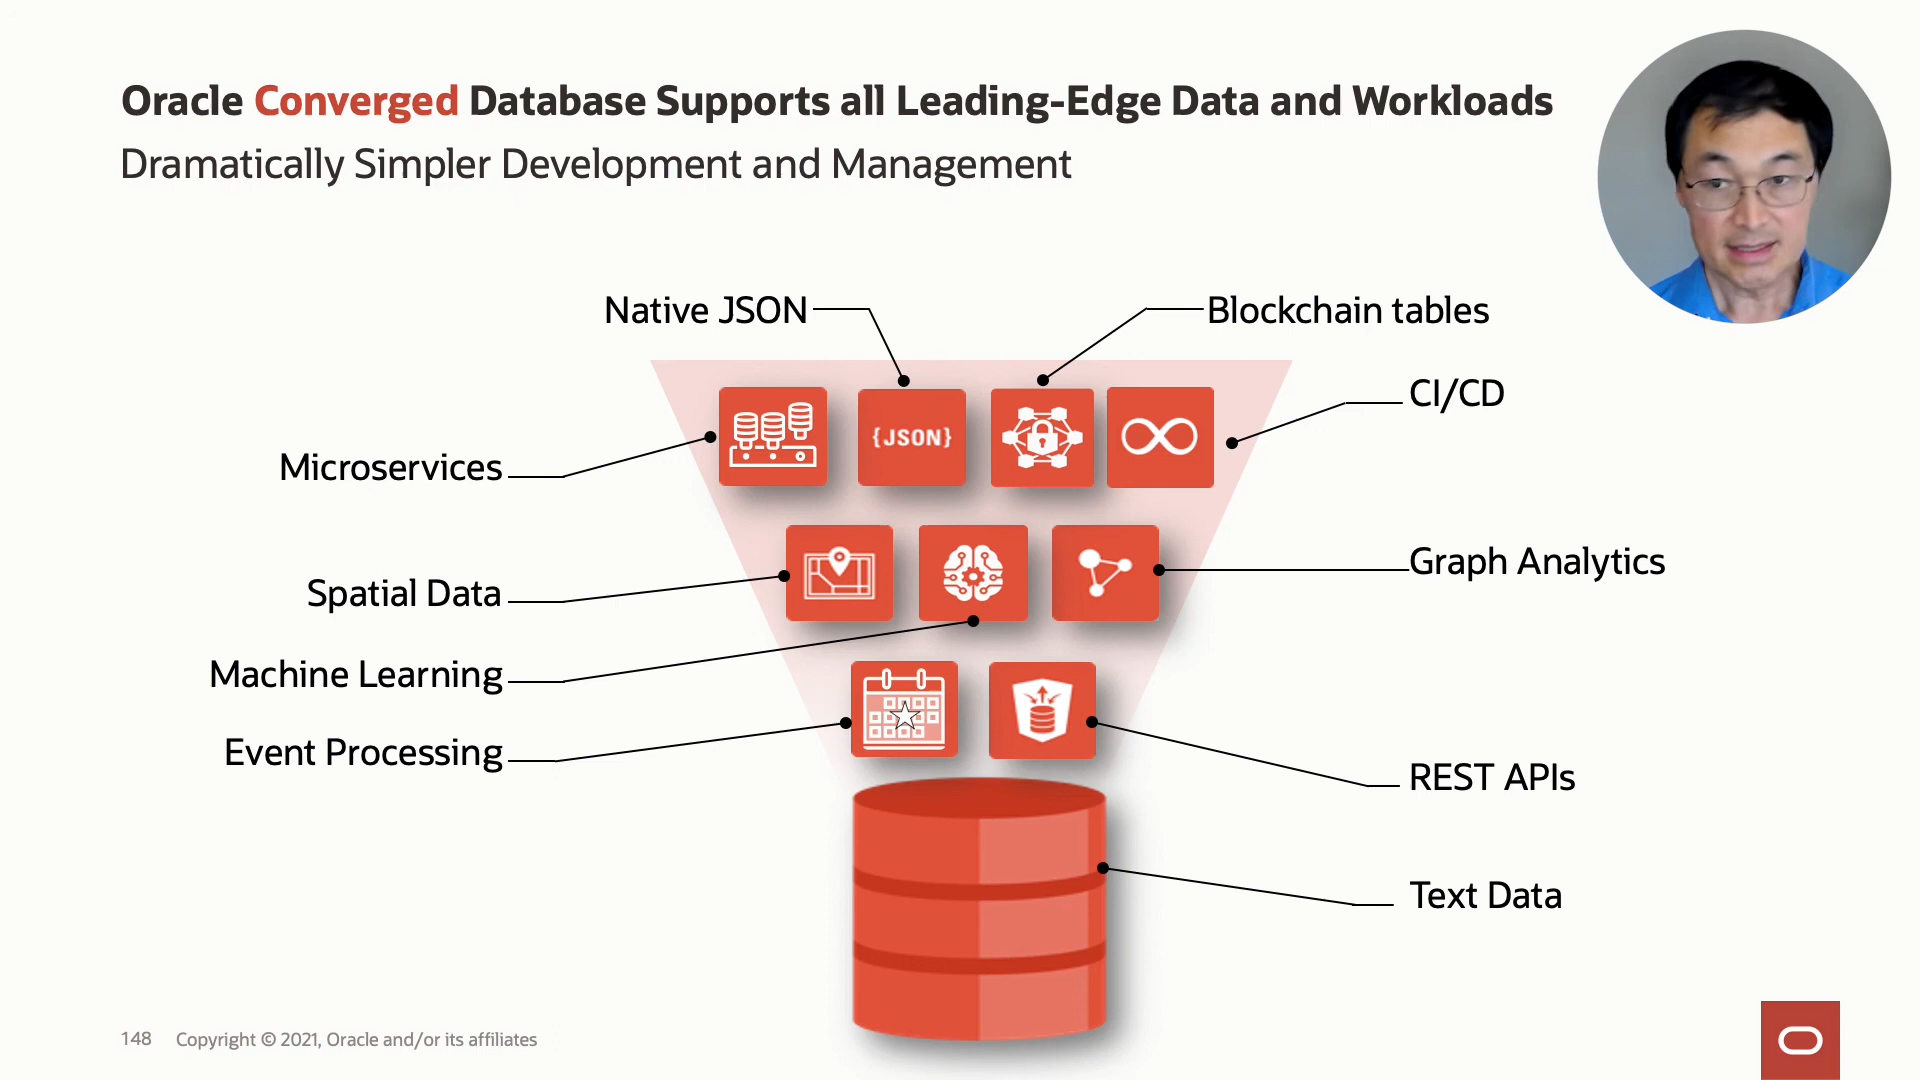 Oracle Converged Database Supports all Leading-Edge Data and Workloads
Dramatically Simpler Development and Management
Native JSON
Blockchain tables
CI/CD
{JSON}
Microservices
Graph Analytics
Spatial Data
Machine Learning
Event Processing
REST APIs
Text Data
148 Copyright © 2021, Oracle and/or its affiliates